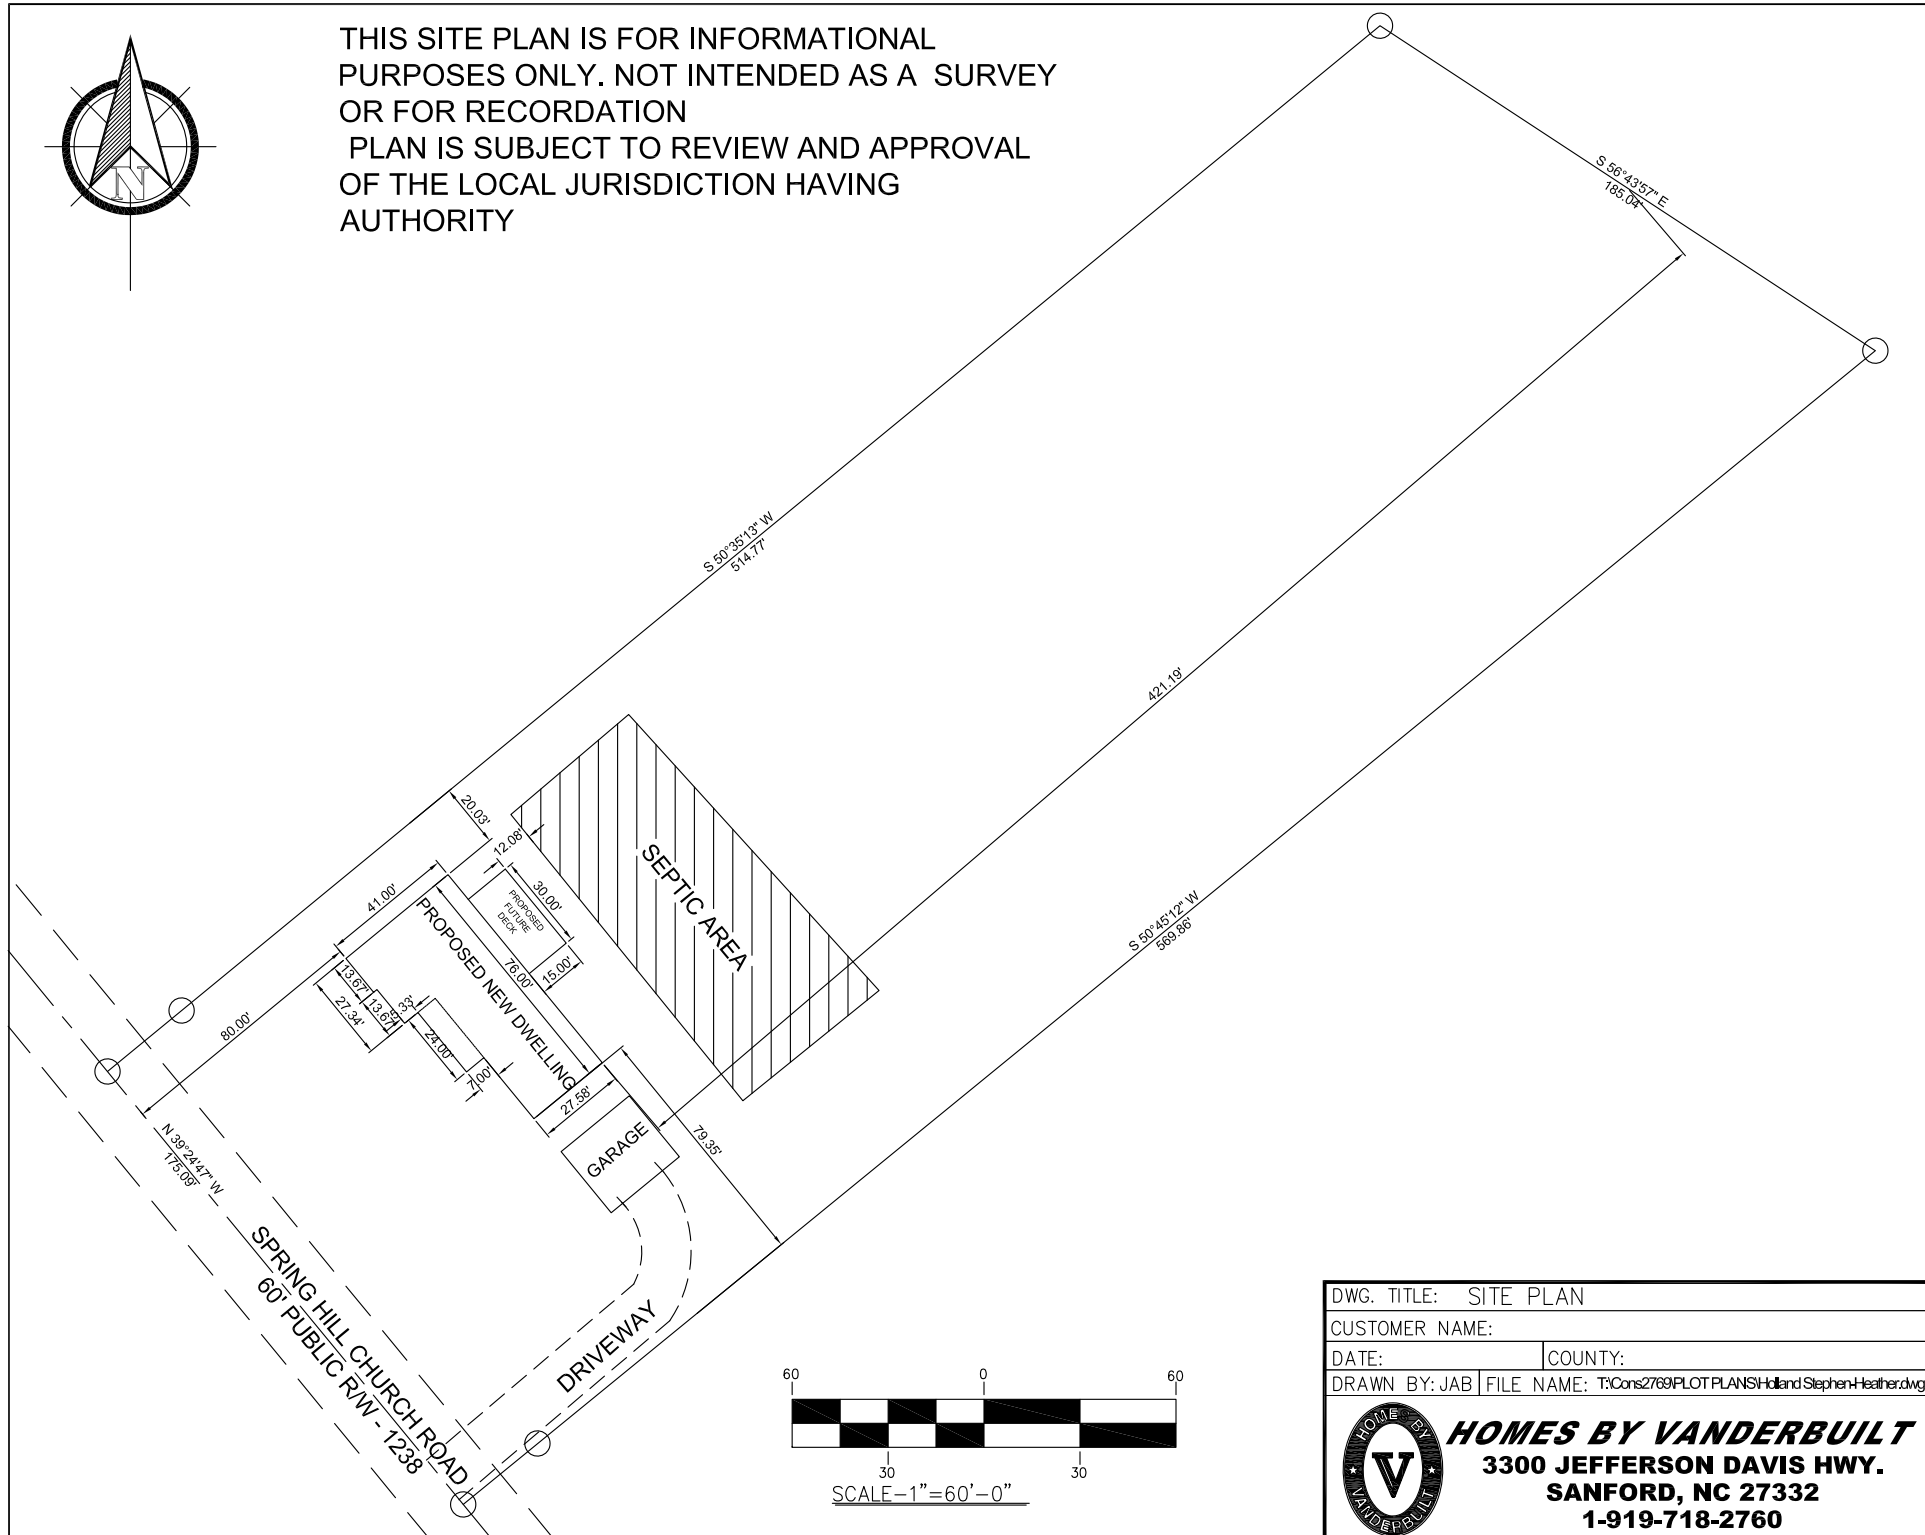 THIS SITE PLAN IS FOR INFORMATIONAL
PURPOSES ONLY. NOT INTENDED AS A SURVEY
OR FOR RECORDATION
PLAN IS SUBJECT TO REVIEW AND APPROVAL
OF THE LOCAL JURISDICTION HAVING
AUTHORITY
N
S 56°43'57" E
185.04'
S 50°35'13" W
514.77'
421.19'
S 50°45'12" W
569.86'
20.03'
12.08'
41.00'
30.00'
PROPOSED
FUTURE
DECK
SEPTIC AREA
PROPOSED NEW DWELLING
76.00'
15.00'
13.67'
13.67'
27.34'
80.00'
24.00'
7.00'
27.58'
GARAGE
79.35'
N 39°24'47" W
175.09'
SPRING HILL CHURCH ROAD
60' PUBLIC R/W - 1238
DRIVEWAY
60 0 60
30 30
SCALE-1"=60'-0"
DWG. TITLE: SITE PLAN
CUSTOMER NAME:
DATE: COUNTY:
DRAWN BY: JAB FILE NAME: T:\Cons2769\PLOT PLANS\Holland Stephen-Heather.dwg
HOMES BY
V
VANDERBUILT
HOMES BY VANDERBUILT
3300 JEFFERSON DAVIS HWY.
SANFORD, NC 27332
1-919-718-2760